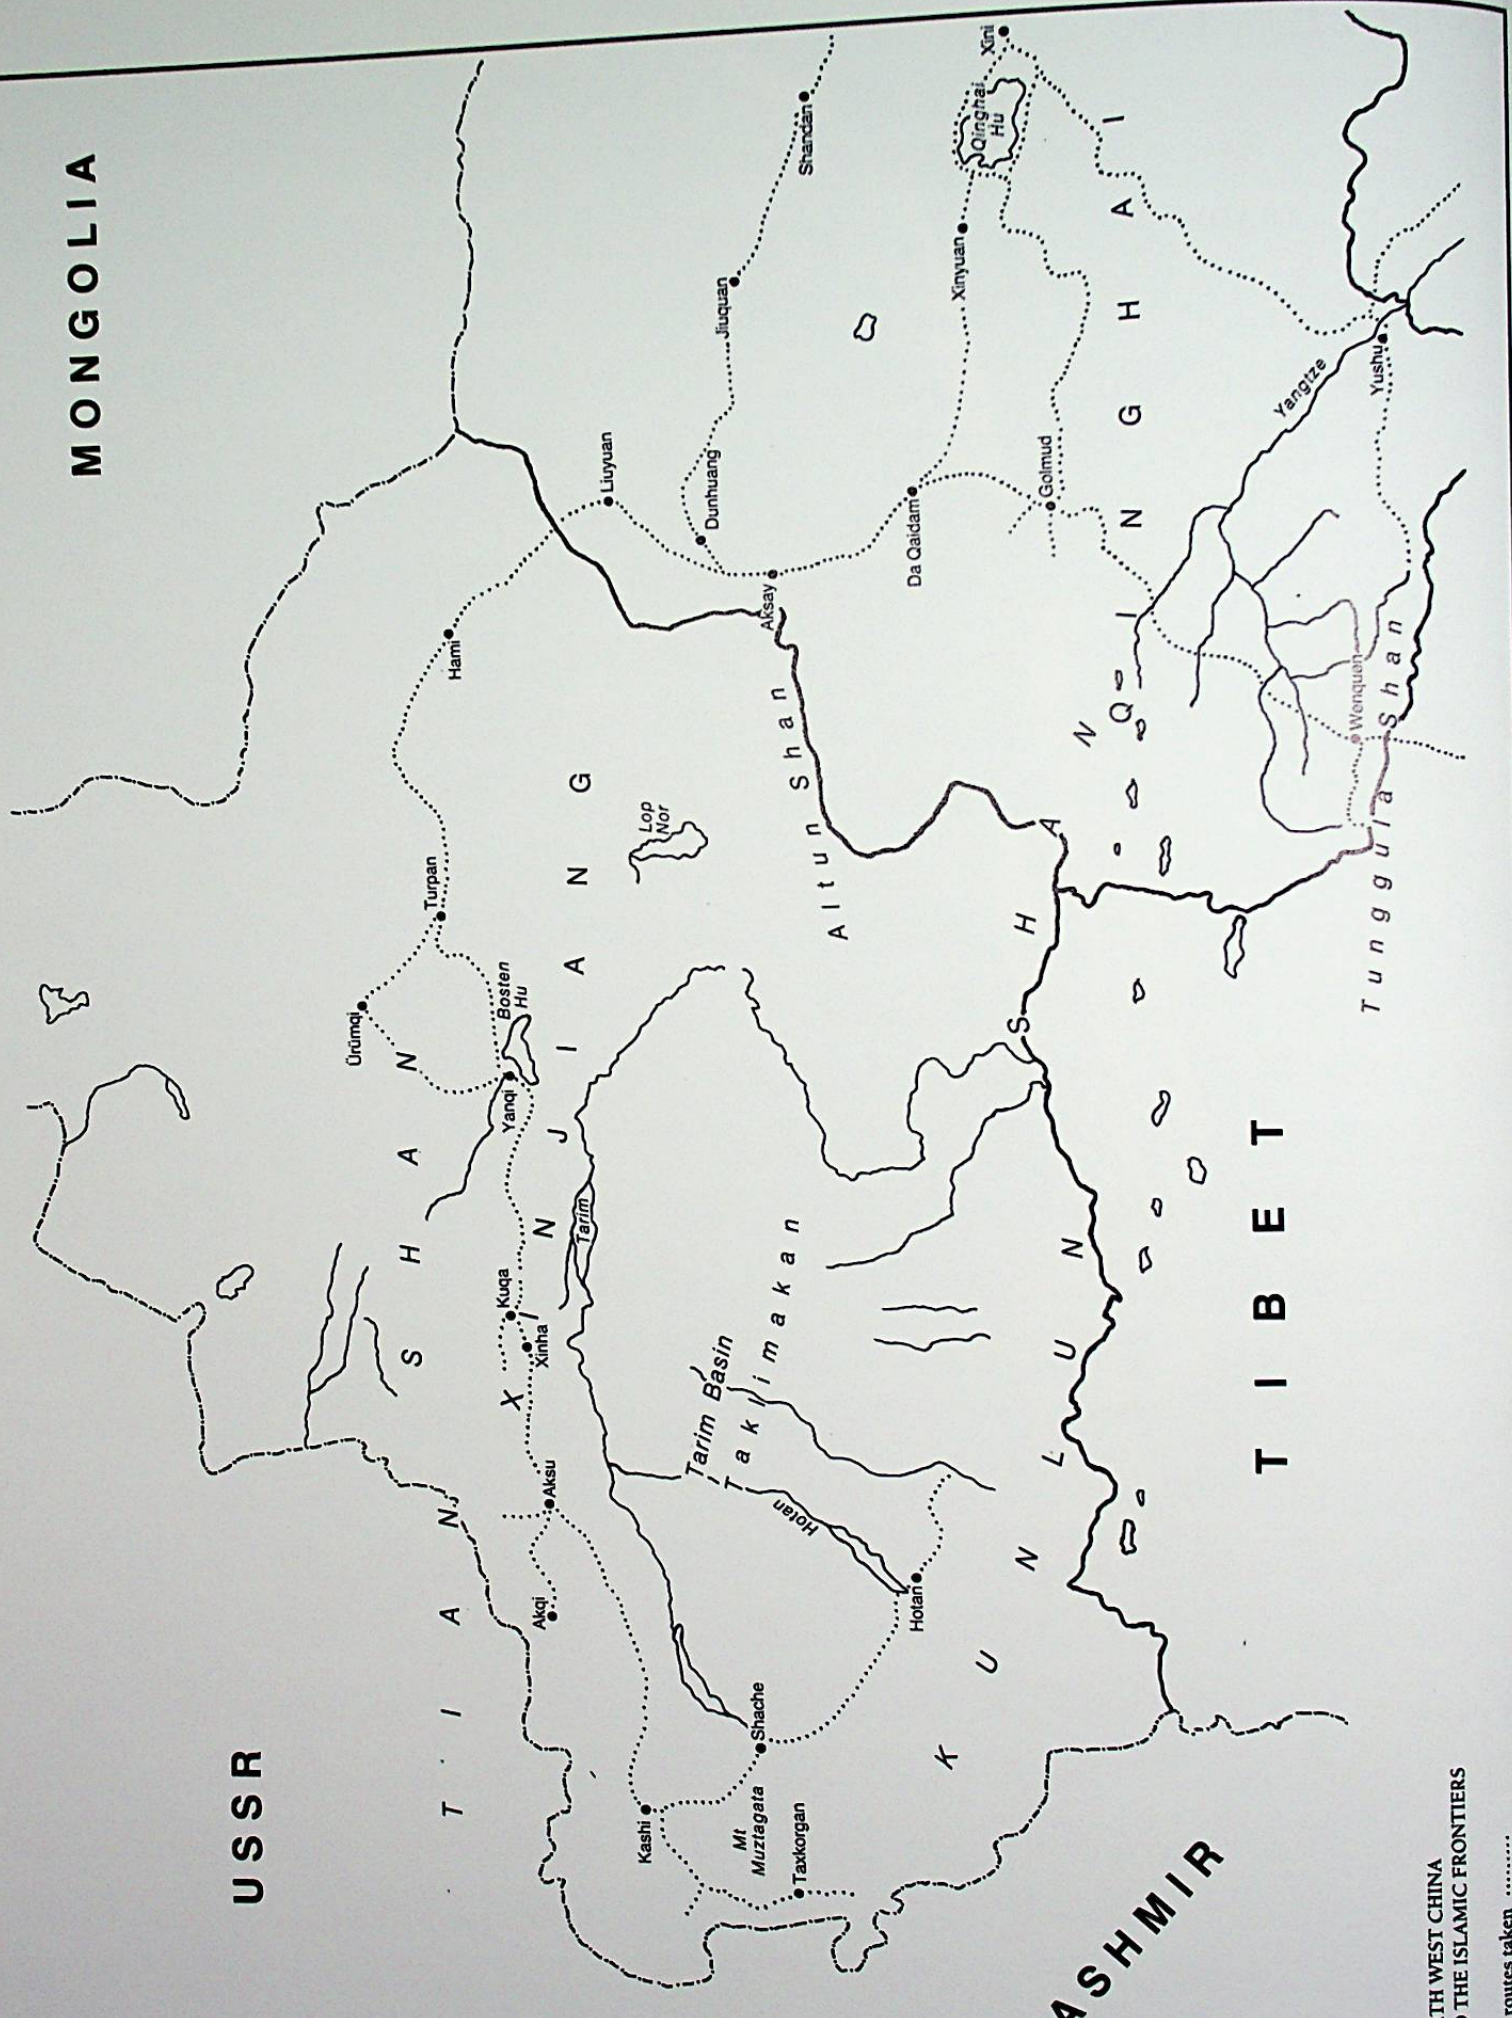 MONGOLIA
USSR
TIBET
ASHMIR
TIAN SHAN
XINJIANG
QINGHAI
KUNLUN SHAN
Altun Shan
Tunggula Shan
Taklimakan
Tarim Basin
Tarim
Hotan
Yangtze
Lop
Nor
Bosten
Hu
Qinghai
Hu
Mt
Muztagata
Ürümqi
Turpan
Hami
Liuyuan
Dunhuang
Jiuquan
Shandan
Xini
Xinyuan
Da Qaidam
Golmud
Aksay
Yushu
Wenquan
Yanqi
Kuqa
Xinha
Aksu
Akqi
Kashi
Shache
Taxkorgan
Hotan
TH WEST CHINA
THE ISLAMIC FRONTIERS
routes taken ..........